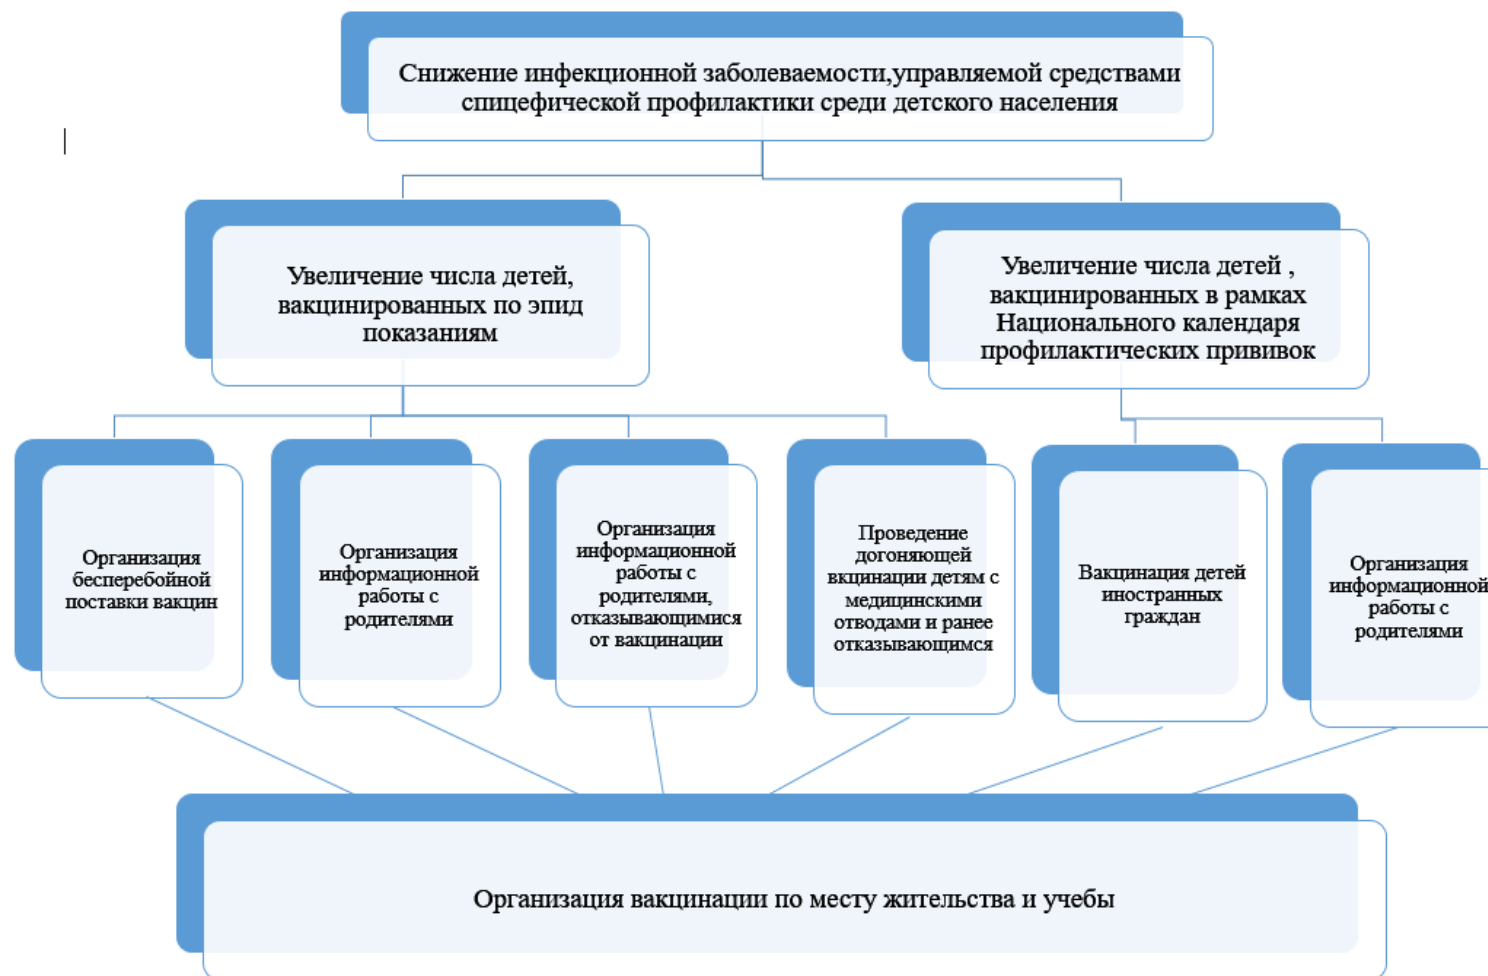 Снижение инфекционной заболеваемости,управляемой средствами
спицефической профилактики среди детского населения
Увеличение числа детей,
вакцинированных по эпид
показаниям
Увеличение числа детей ,
вакцинированных в рамках
Национального календаря
профилактических прививок
Организация
бесперебойной
поставки вакцин
Организация
информационной
работы с
родителями
Организация
информационной
работы с
родителями,
отказывающимися
от вакцинации
Проведение
догоняющей
вкцинации детям с
медицинскими
отводами и ранее
отказывающимся
Вакцинация детей
иностранных
граждан
Организация
информационной
работы с
родителями
Организация вакцинации по месту жительства и учебы